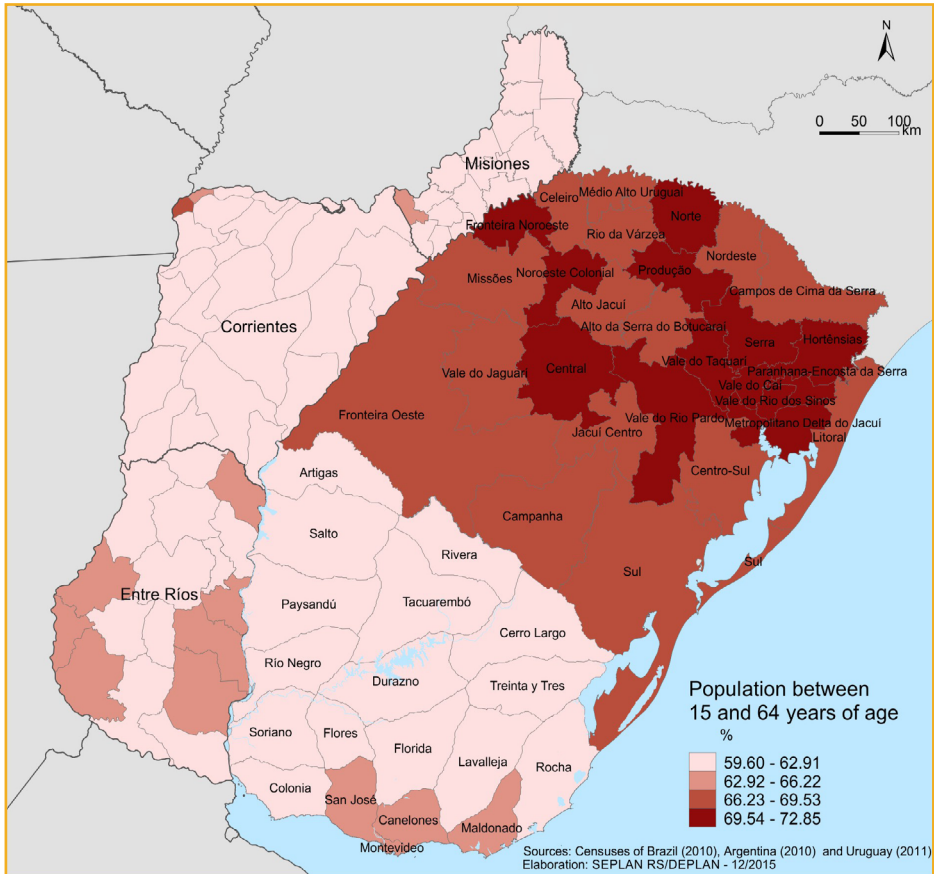 N
0 50 100
km
Misiones
Médio Alto Uruguai
Celeiro
Norte
Fronteira Noroeste
Rio da Várzea
Nordeste
Noroeste Colonial
Produção
Missões
Campos de Cima da Serra
Alto Jacuí
Corrientes
Alto da Serra do Botucaraí
Serra
Hortênsias
Vale do Taquari
Central
Paranhana-Encosta da Serra
Vale do Jaguari
Vale do Caí
Vale do Rio dos Sinos
Fronteira Oeste
Vale do Rio Pardo
Metropolitano Delta do Jacuí
Jacuí Centro
Litoral
Artigas
Centro-Sul
Campanha
Salto
Rivera
Sul
Sul
Entre Ríos
Paysandú
Tacuarembó
Cerro Largo
Río Negro
Durazno
Treinta y Tres
Soriano
Flores
Florida
Lavalleja
Rocha
Colonia
San José
Canelones
Maldonado
Montevideo
Population between
15 and 64 years of age
%
59.60 - 62.91
62.92 - 66.22
66.23 - 69.53
69.54 - 72.85
Sources: Censuses of Brazil (2010), Argentina (2010) and Uruguay (2011)
Elaboration: SEPLAN RS/DEPLAN - 12/2015